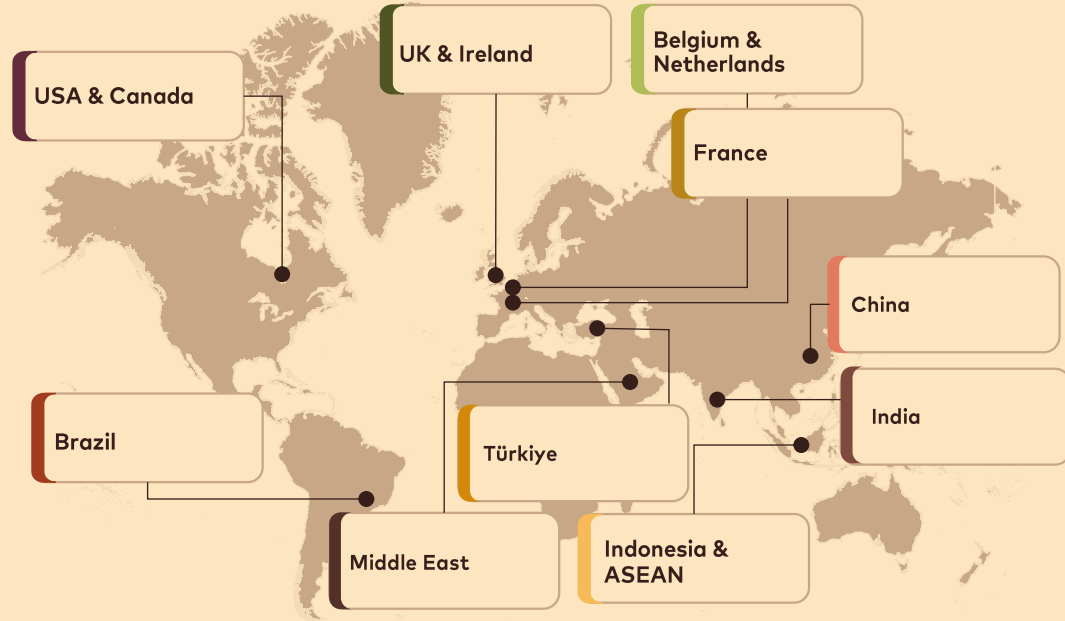 UK & Ireland
Belgium &
Netherlands
USA & Canada
France
China
India
Brazil
Türkiye
Middle East
Indonesia &
ASEAN